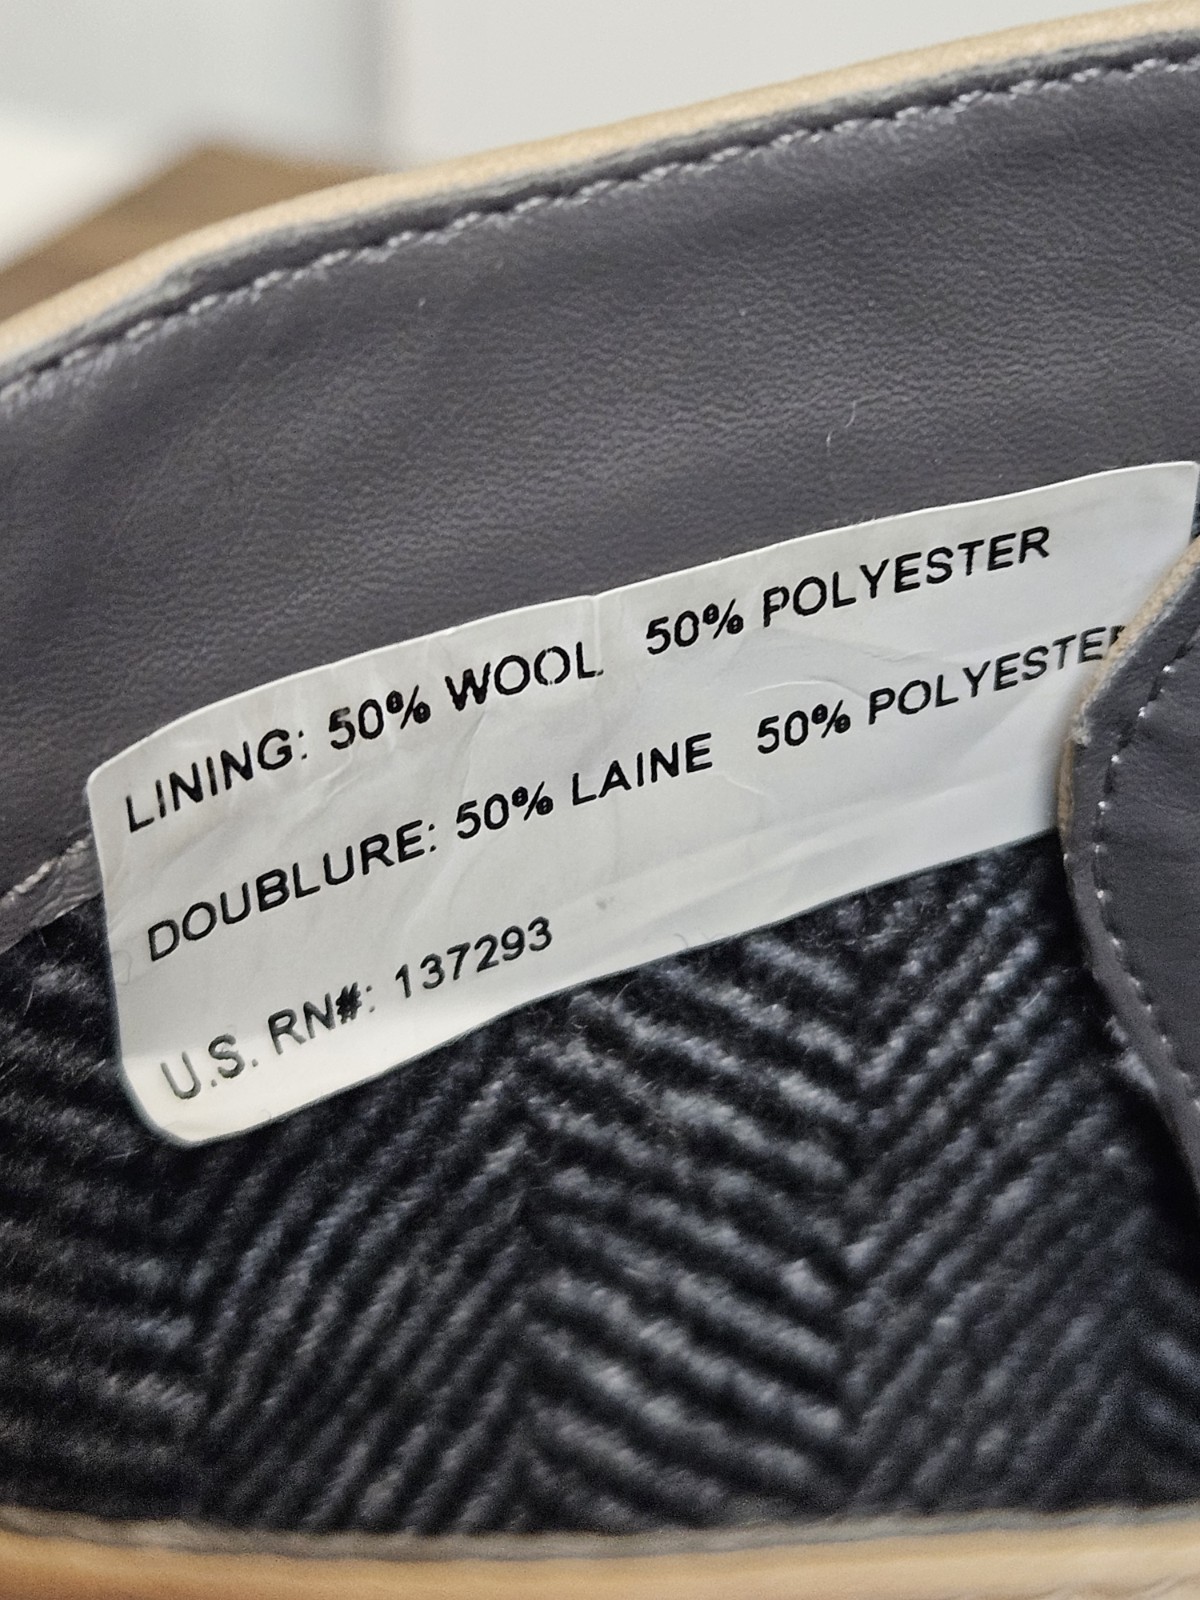 LINING: 50% WOOL 50% POLYESTER
DOUBLURE: 50% LAINE 50% POLYESTER
U.S. RN#: 137293